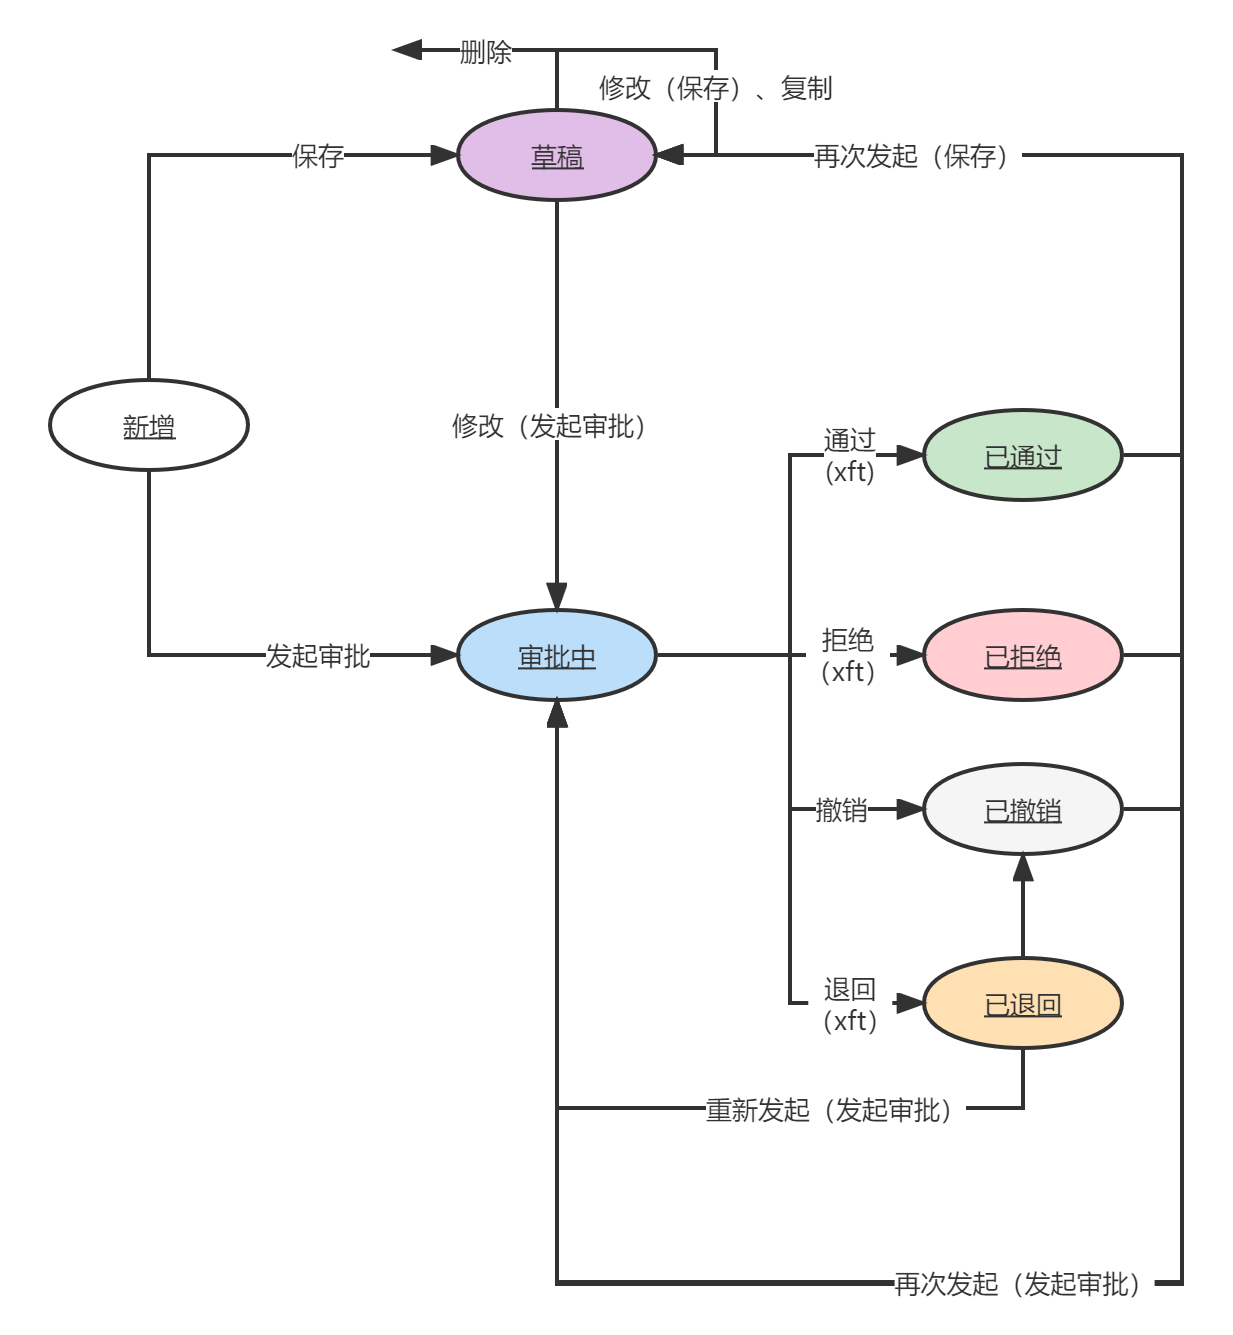 删除
修改（保存）、复制
保存
草稿
再次发起（保存）
新增
修改（发起审批）
通过
(xft)
已通过
发起审批
审批中
拒绝
（xft）
已拒绝
撤销
已撤销
退回
（xft）
已退回
重新发起（发起审批）
再次发起（发起审批）